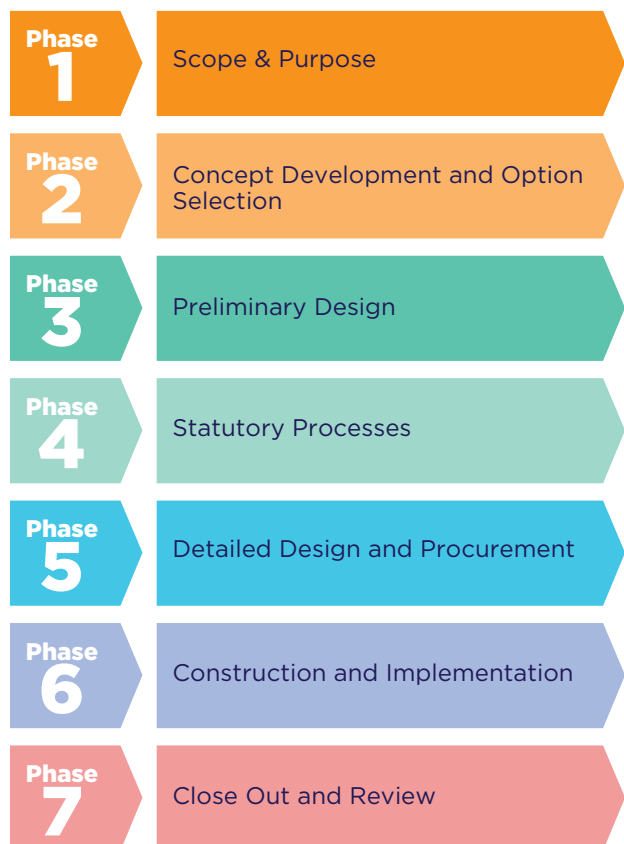 Phase
1
Scope & Purpose
Phase
2
Concept Development and Option
Selection
Phase
3
Preliminary Design
Phase
4
Statutory Processes
Phase
5
Detailed Design and Procurement
Phase
6
Construction and Implementation
Phase
7
Close Out and Review